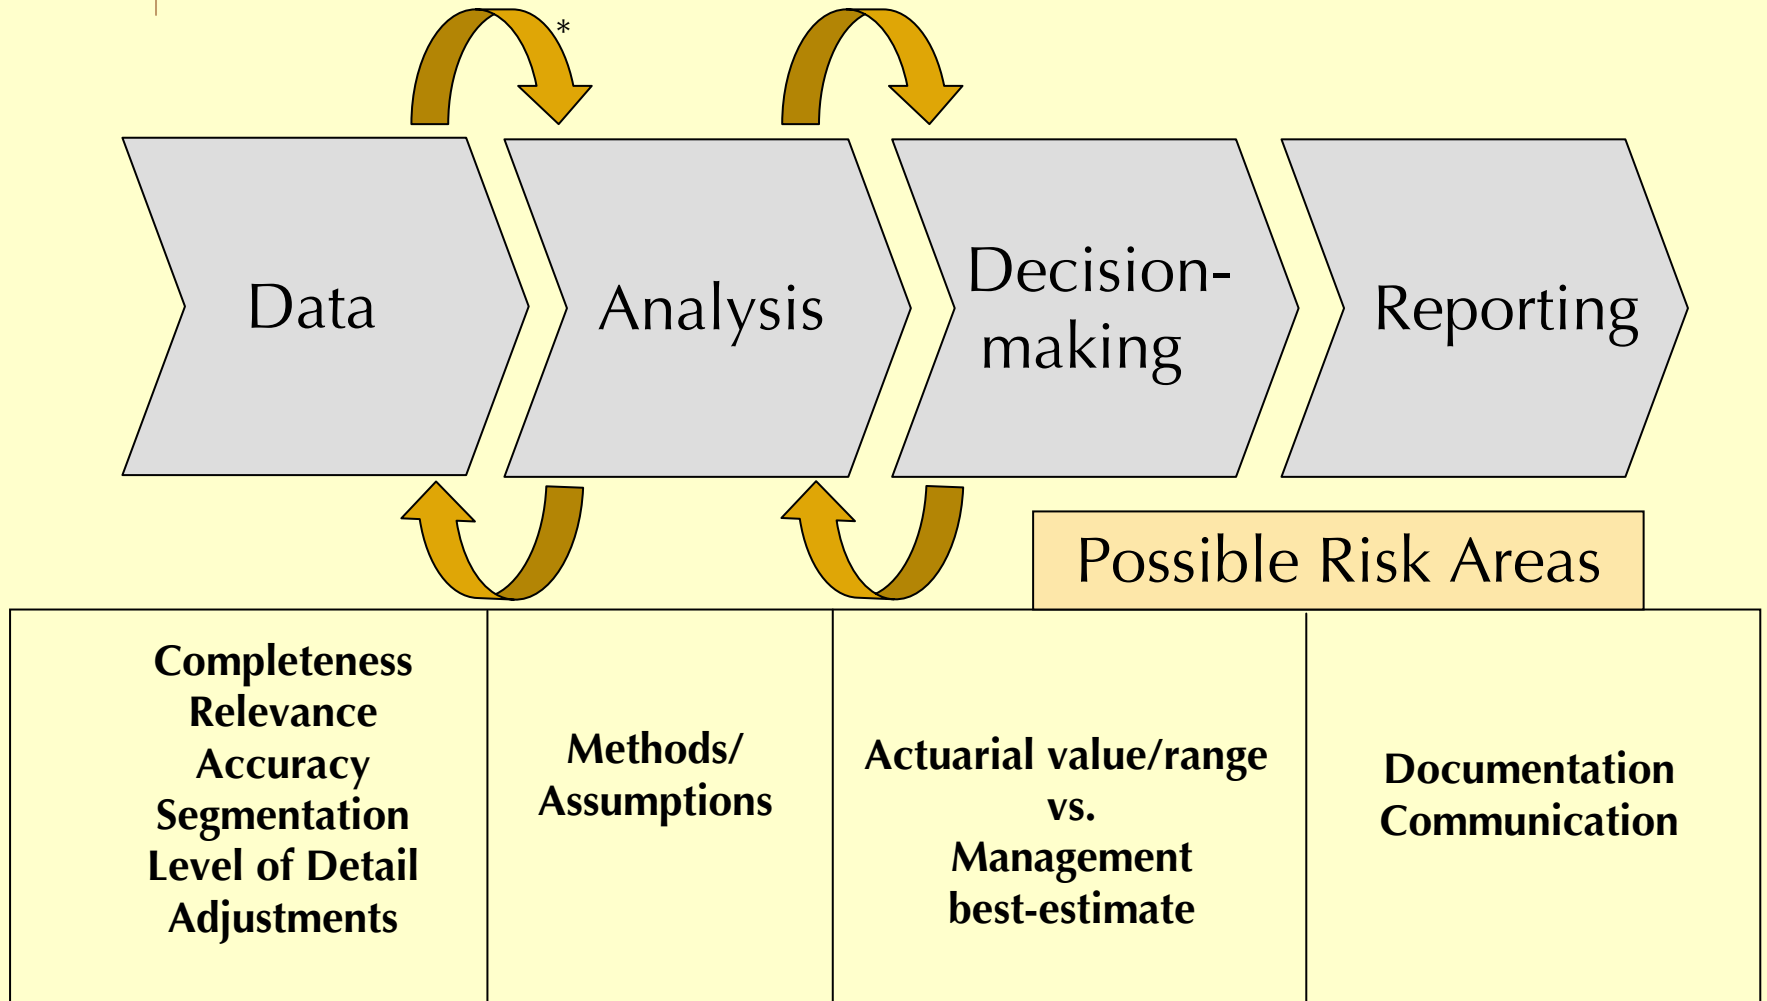 *
Data
Analysis
Decision-
making
Reporting
Possible Risk Areas
Completeness
Relevance
Accuracy
Segmentation
Level of Detail
Adjustments
Methods/
Assumptions
Actuarial value/range
vs.
Management
best-estimate
Documentation
Communication